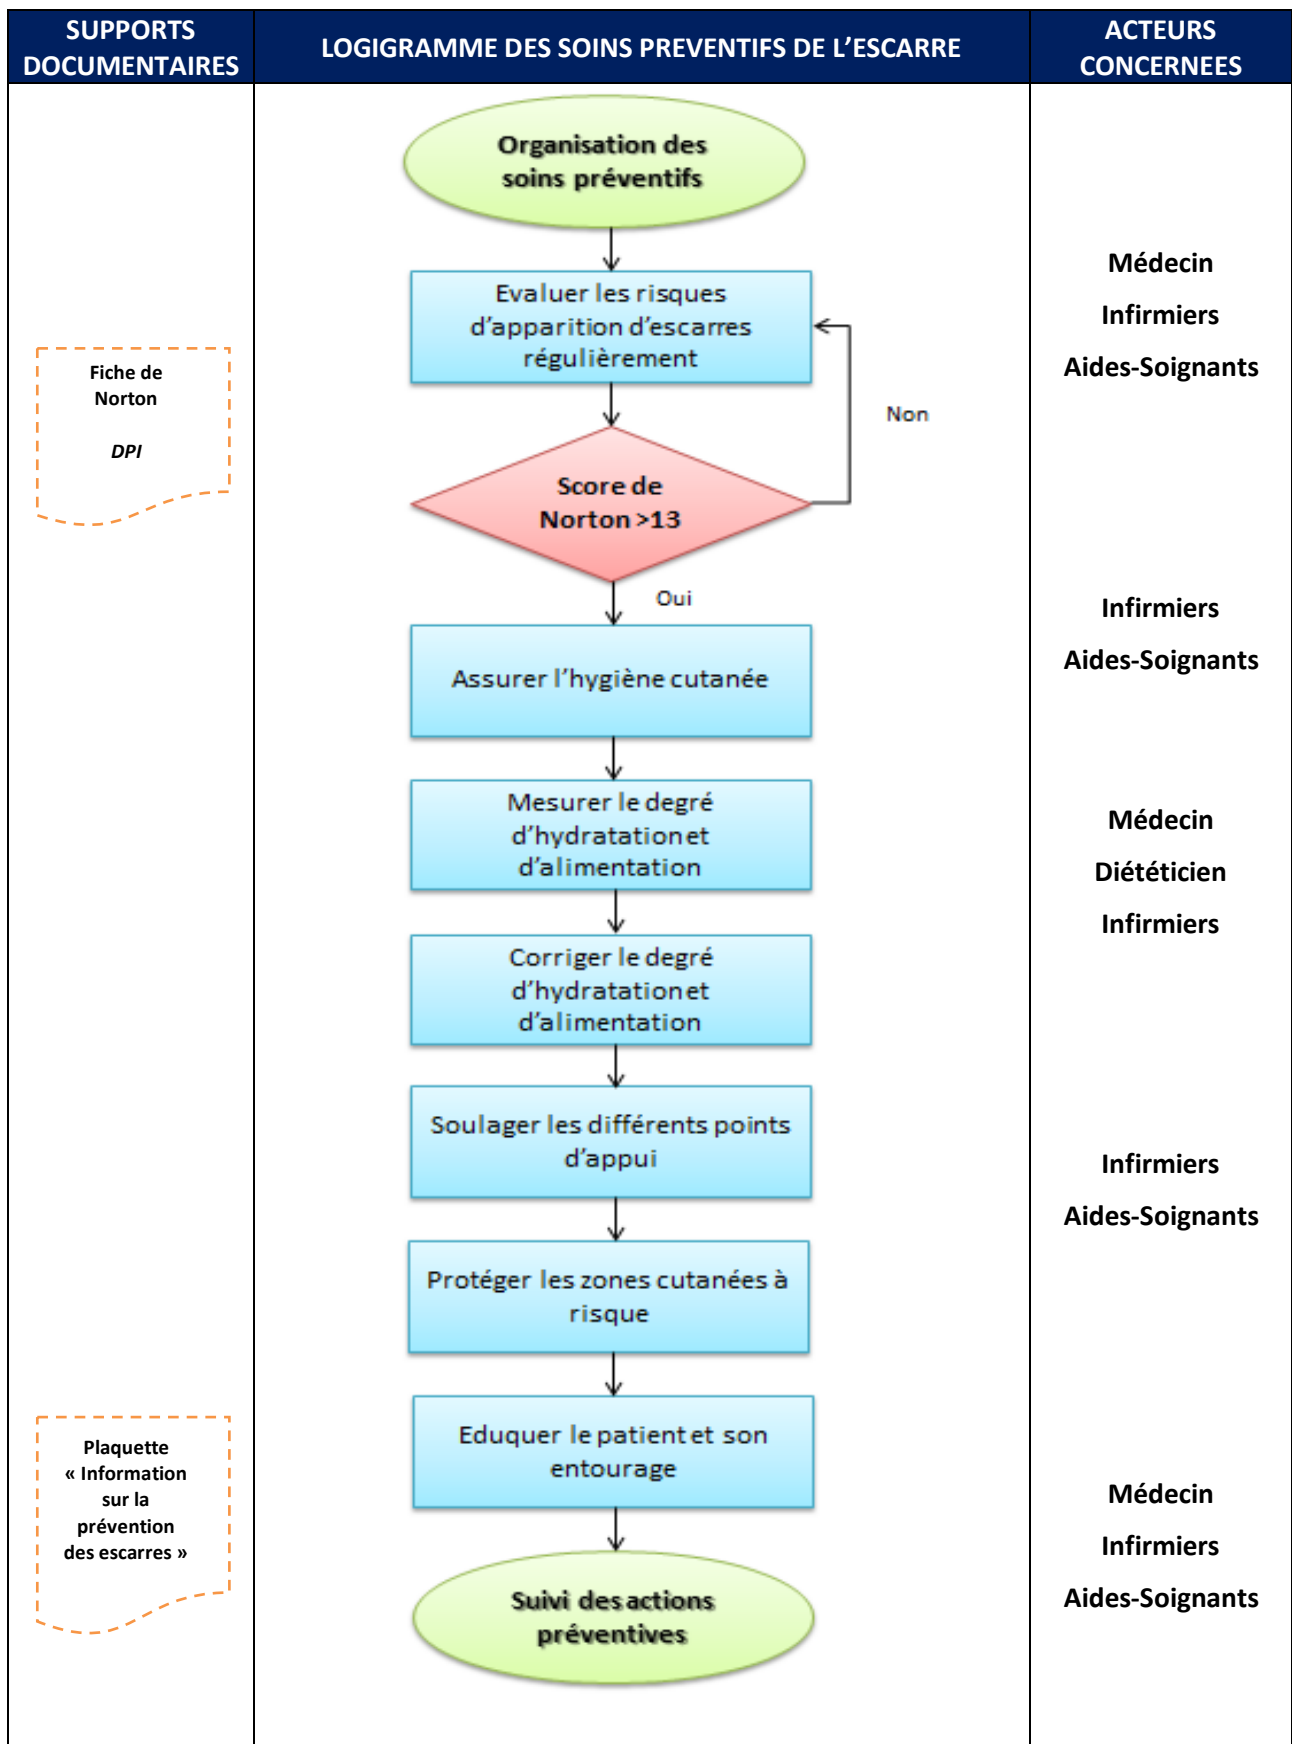 SUPPORTS
DOCUMENTAIRES
LOGIGRAMME DES SOINS PREVENTIFS DE L'ESCARRE
ACTEURS
CONCERNEES
Organisation des
soins préventifs
Evaluer les risques
d'apparition d'escarres
régulièrement
Médecin
Infirmiers
Aides-Soignants
Fiche de
Norton
DPI
Non
Score de
Norton >13
Oui
Assurer l'hygiène cutanée
Infirmiers
Aides-Soignants
Mesurer le degré
d'hydratation et
d'alimentation
Médecin
Diététicien
Infirmiers
Corriger le degré
d'hydratation et
d'alimentation
Soulager les différents points
d'appui
Infirmiers
Aides-Soignants
Protéger les zones cutanées à
risque
Eduquer le patient et son
entourage
Plaquette
« Information
sur la
prévention
des escarres »
Médecin
Infirmiers
Aides-Soignants
Suivi des actions
préventives